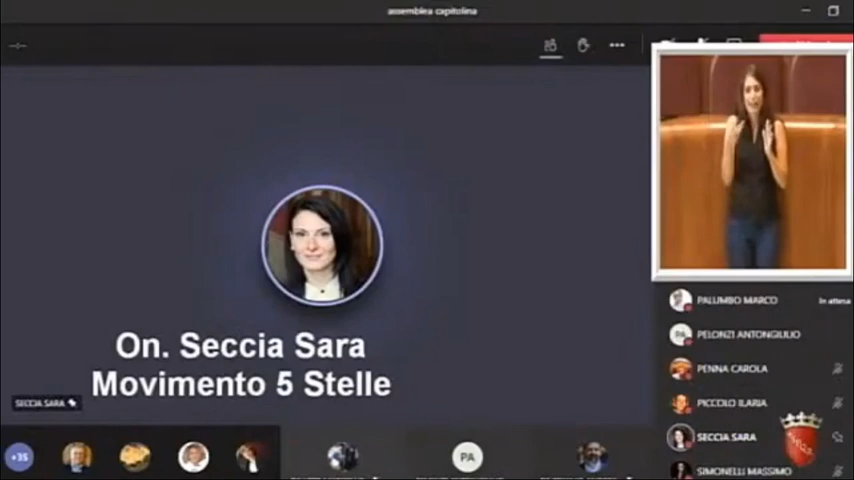 assemblea capitolina
On. Seccia Sara
Movimento 5 Stelle
SECCIA SARA
+35
PA
PALUMBO MARCO
In attesa
PA
PELONZI ANTONGIULIO
PENNA CAROLA
PICCOLO ILARIA
SECCIA SARA
SIMONELLI MASSIMO